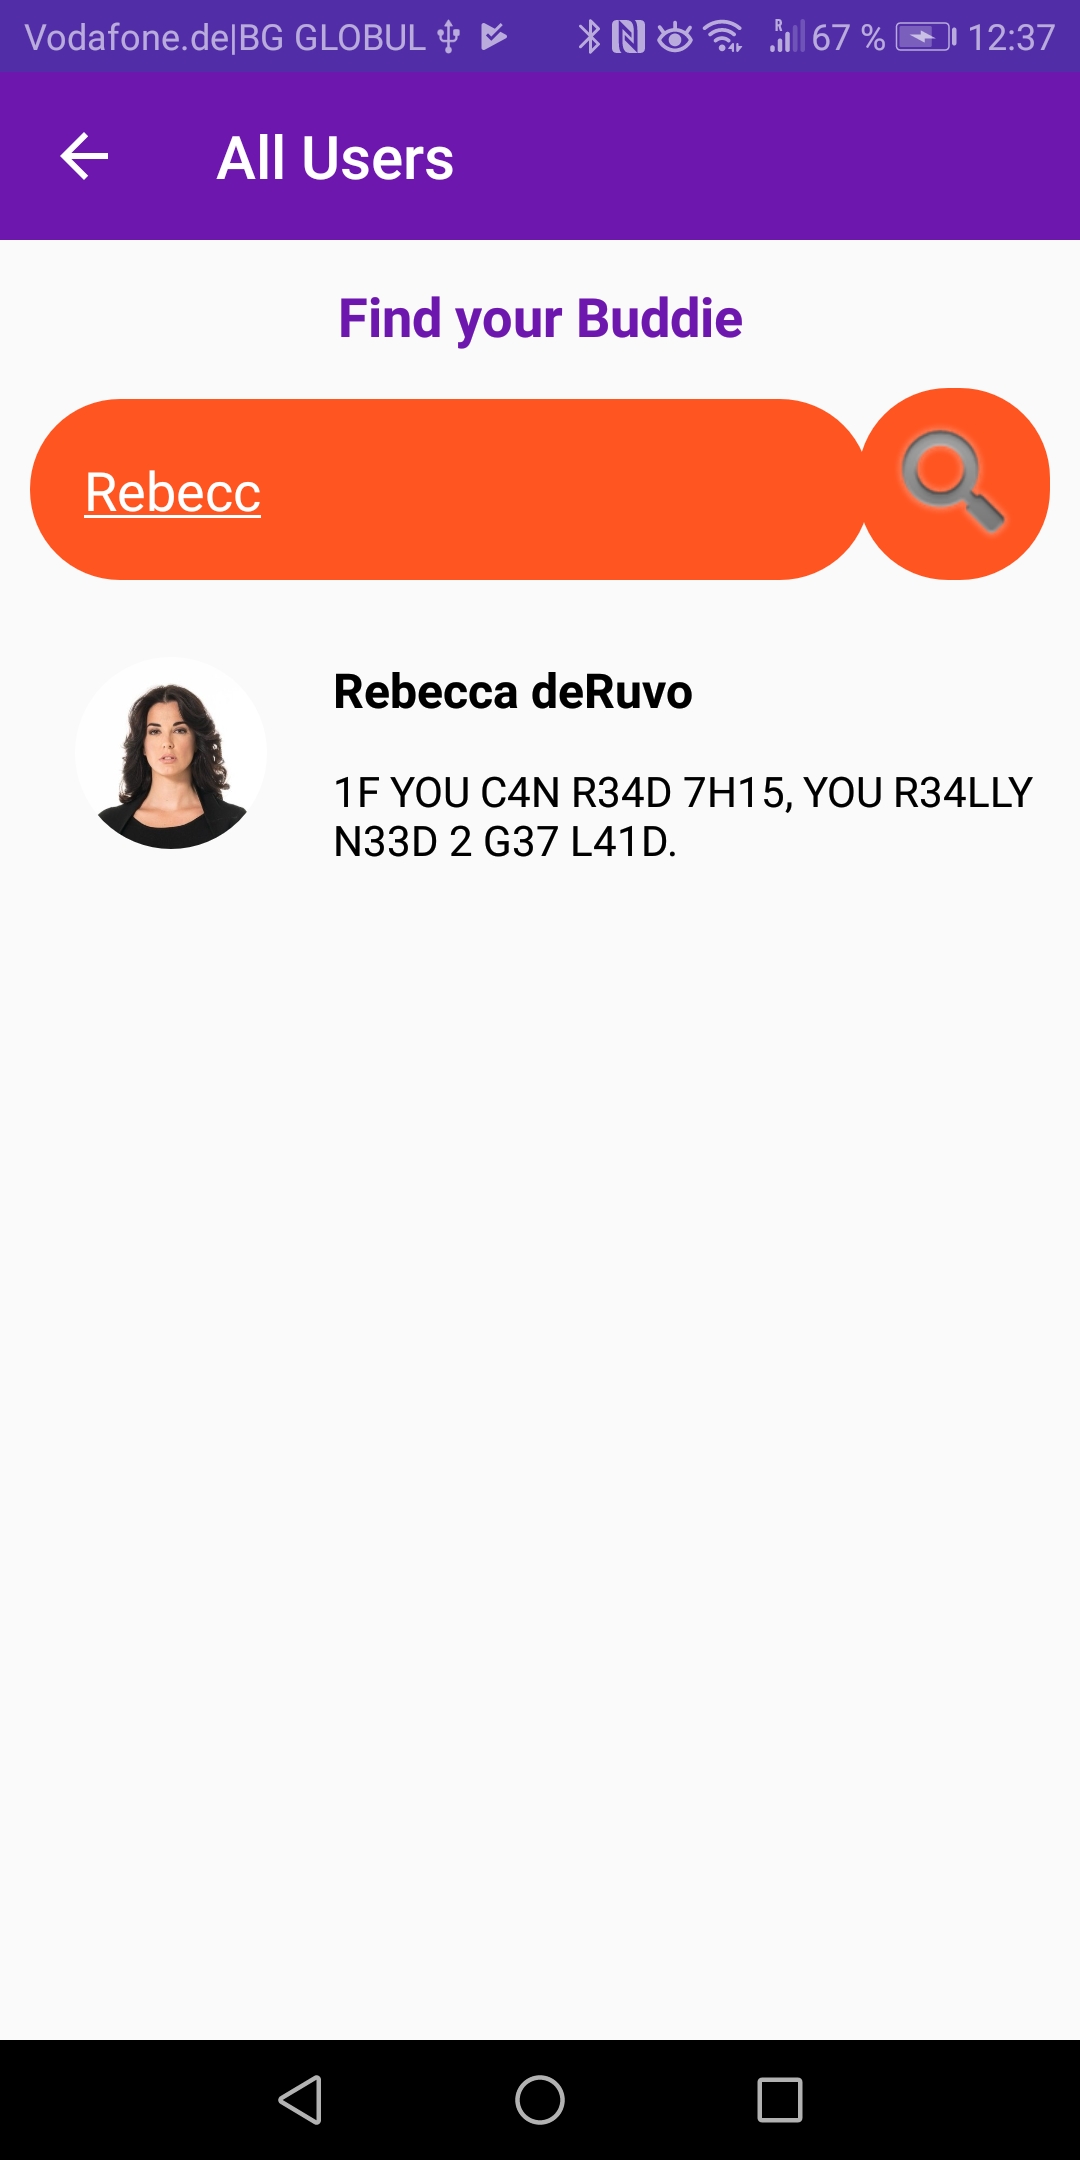 Vodafone.de|BG GLOBUL 67 % 12:37
All Users
Find your Buddie
Rebecc
Rebecca deRuvo
1F YOU C4N R34D 7H15, YOU R34LLY
N33D 2 G37 L41D.